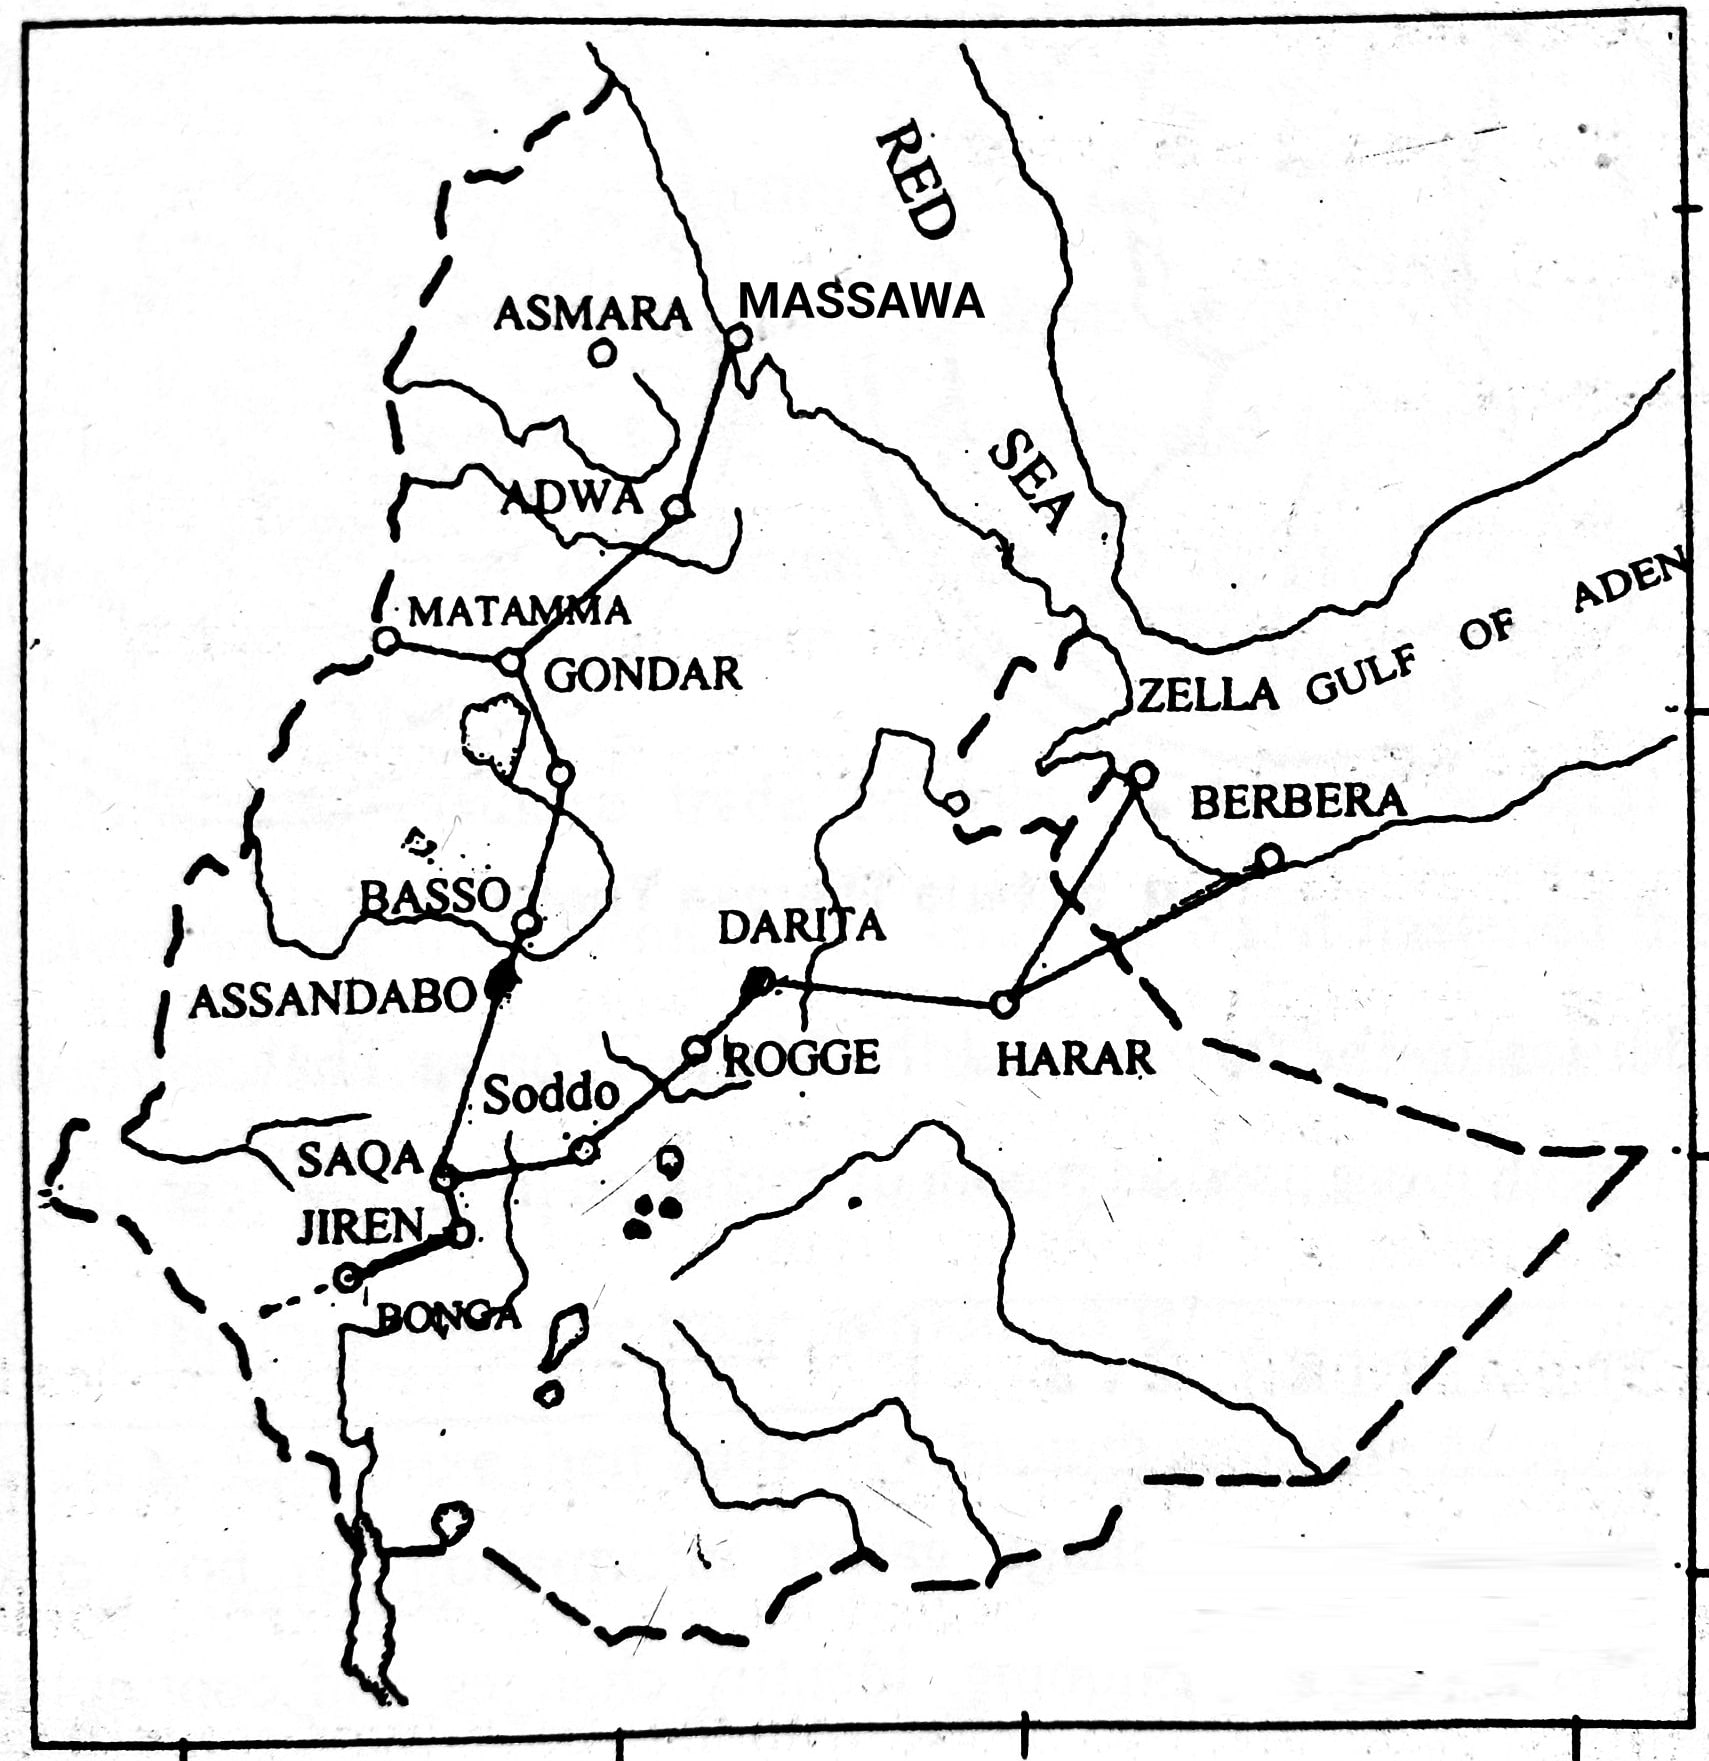 RED
ASMARA
MASSAWA
SEA
ADWA
MATAMMA
GONDAR
ZELLA
GULF OF ADEN
BERBERA
BASSO
DARITA
ASSANDABO
ROGGE
HARAR
Soddo
SAQA
JIREN
BONGA